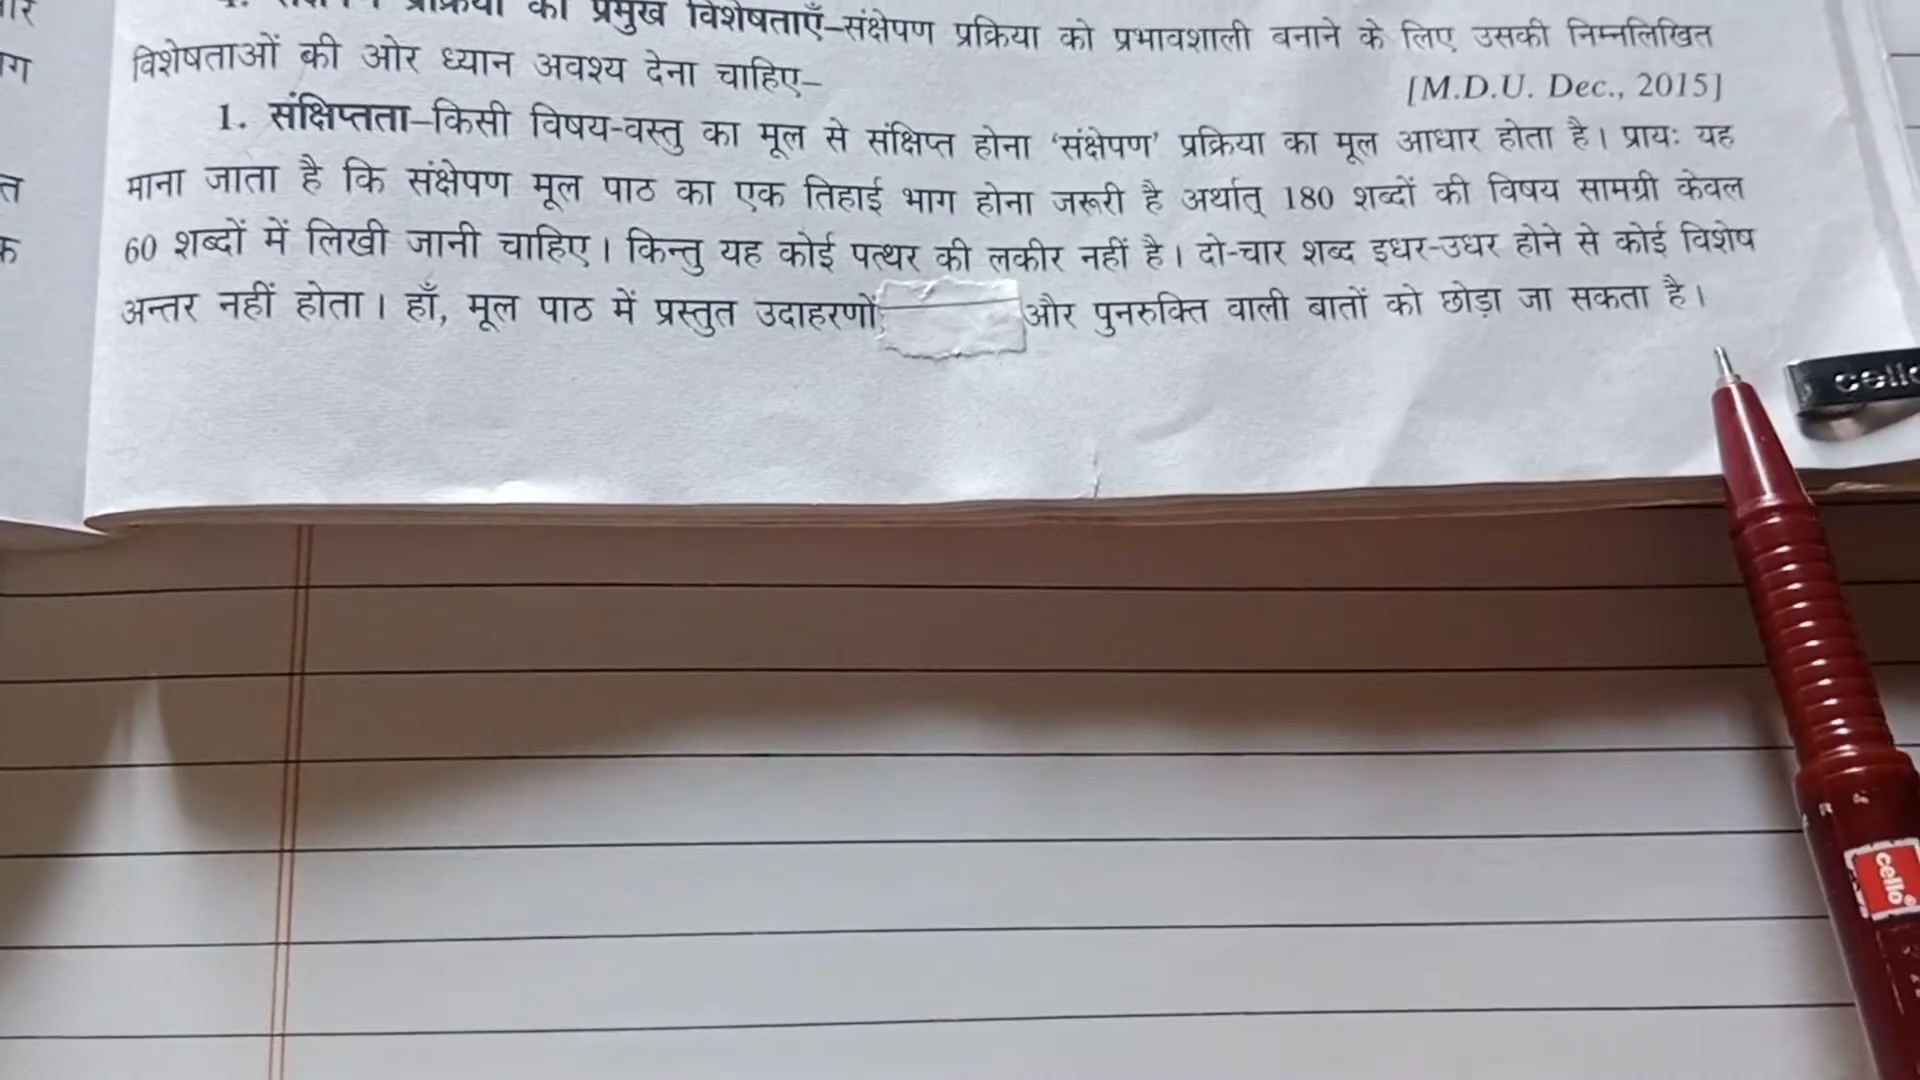 प्रमुख विशेषताएँ–संक्षेपण प्रक्रिया को प्रभावशाली बनाने के लिए उसकी निम्नलिखित
विशेषताओं की ओर ध्यान अवश्य देना चाहिए–
[M.D.U. Dec., 2015]
1. संक्षिप्तता–किसी विषय-वस्तु का मूल से संक्षिप्त होना ‘संक्षेपण’ प्रक्रिया का मूल आधार होता है। प्रायः यह
माना जाता है कि संक्षेपण मूल पाठ का एक तिहाई भाग होना जरूरी है अर्थात् 180 शब्दों की विषय सामग्री केवल
60 शब्दों में लिखी जानी चाहिए। किन्तु यह कोई पत्थर की लकीर नहीं है। दो-चार शब्द इधर-उधर होने से कोई विशेष
अन्तर नहीं होता। हाँ, मूल पाठ में प्रस्तुत उदाहरणों और पुनरुक्ति वाली बातों को छोड़ा जा सकता है।
cello
cello